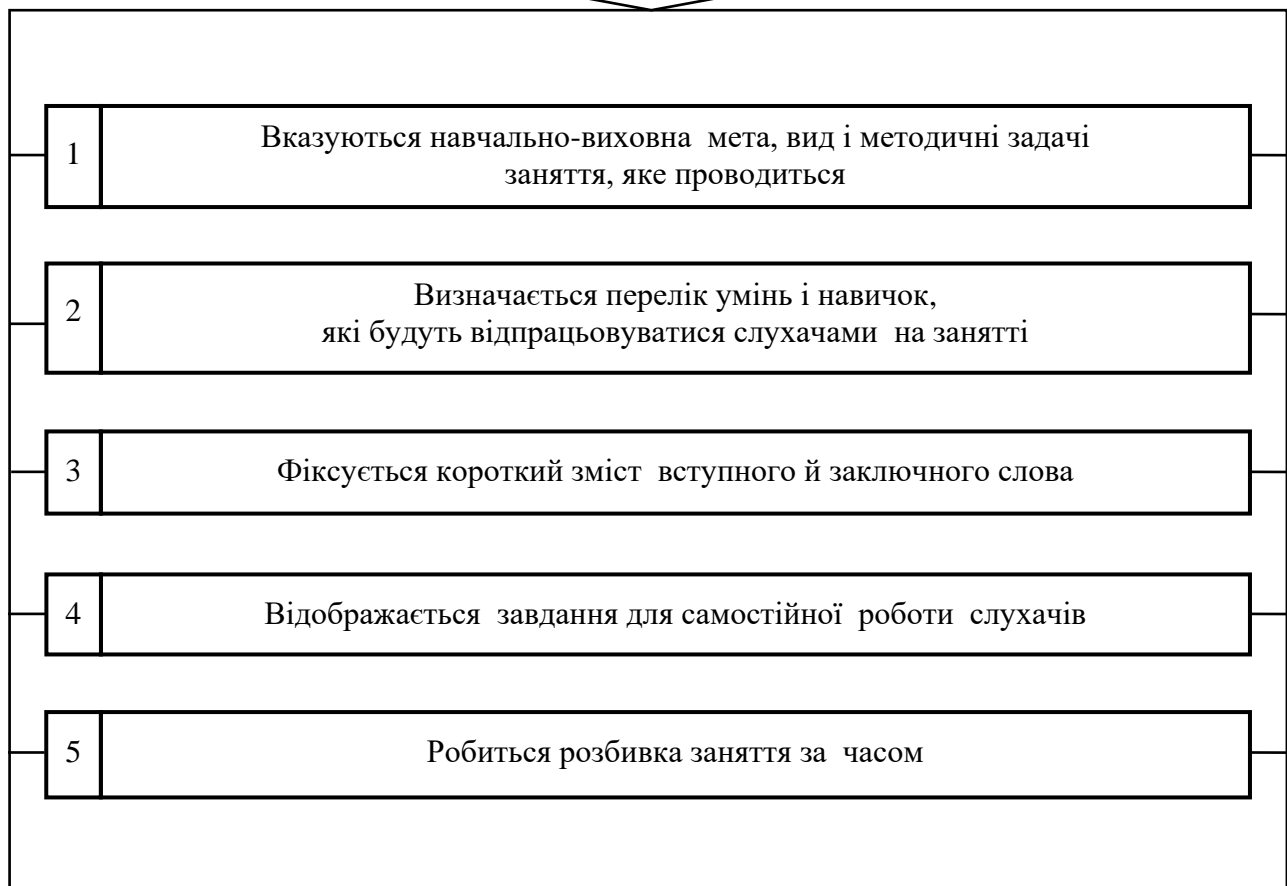 1
Вказуються навчально-виховна мета, вид і методичні задачі
заняття, яке проводиться
2
Визначається перелік умінь і навичок,
які будуть відпрацьовуватися слухачами на занятті
3
Фіксується короткий зміст вступного й заключного слова
4
Відображається завдання для самостійної роботи слухачів
5
Робиться розбивка заняття за часом